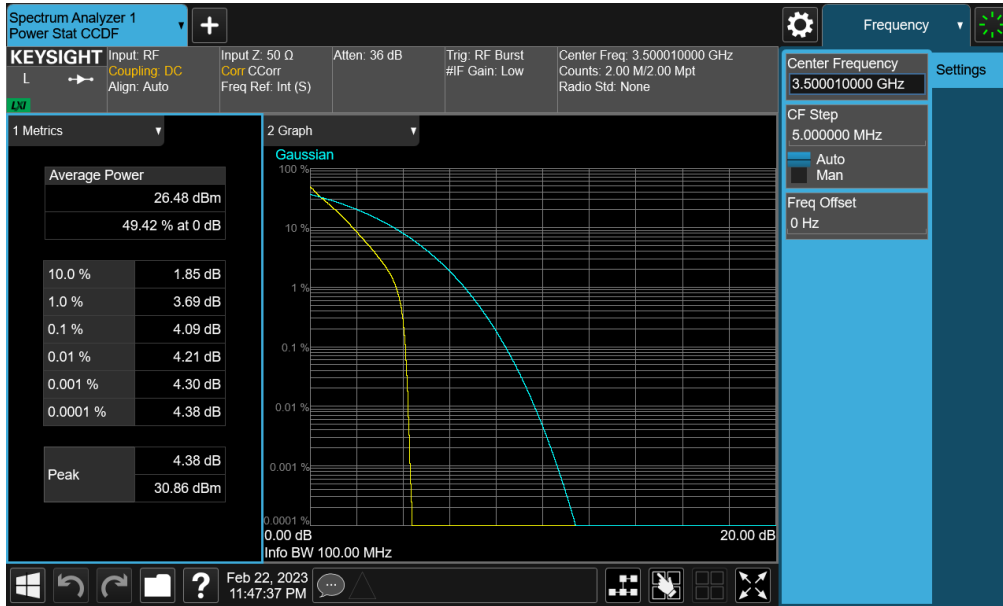 Spectrum Analyzer 1
Power Stat CCDF
Frequency
KEYSIGHT
L
LXI
Input: RF
Coupling: DC
Align: Auto
Input Z: 50 Ω
Corr CCorr
Freq Ref: Int (S)
Atten: 36 dB
Trig: RF Burst
#IF Gain: Low
Center Freq: 3.500010000 GHz
Counts: 2.00 M/2.00 Mpt
Radio Std: None
Center Frequency
3.500010000 GHz
Settings
CF Step
5.000000 MHz
Auto
Man
Freq Offset
0 Hz
1 Metrics
Average Power
26.48 dBm
49.42 % at 0 dB
10.0 % 1.85 dB
1.0 % 3.69 dB
0.1 % 4.09 dB
0.01 % 4.21 dB
0.001 % 4.30 dB
0.0001 % 4.38 dB
Peak 4.38 dB
30.86 dBm
2 Graph
Gaussian
100 %
10 %
1 %
0.1 %
0.01 %
0.001 %
0.0001 %
0.00 dB 20.00 dB
Info BW 100.00 MHz
?
Feb 22, 2023
11:47:37 PM